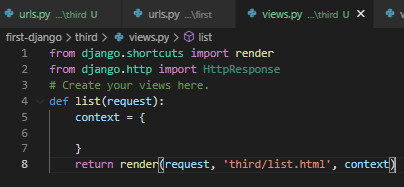 urls.py ...\third U
urls.py ...\first
views.py ...\third U
first-django > third > views.py > list
1 from django.shortcuts import render
2 from django.http import HttpResponse
3 # Create your views here.
4 def list(request):
5     context = {
6
7     }
8     return render(request, 'third/list.html', context)